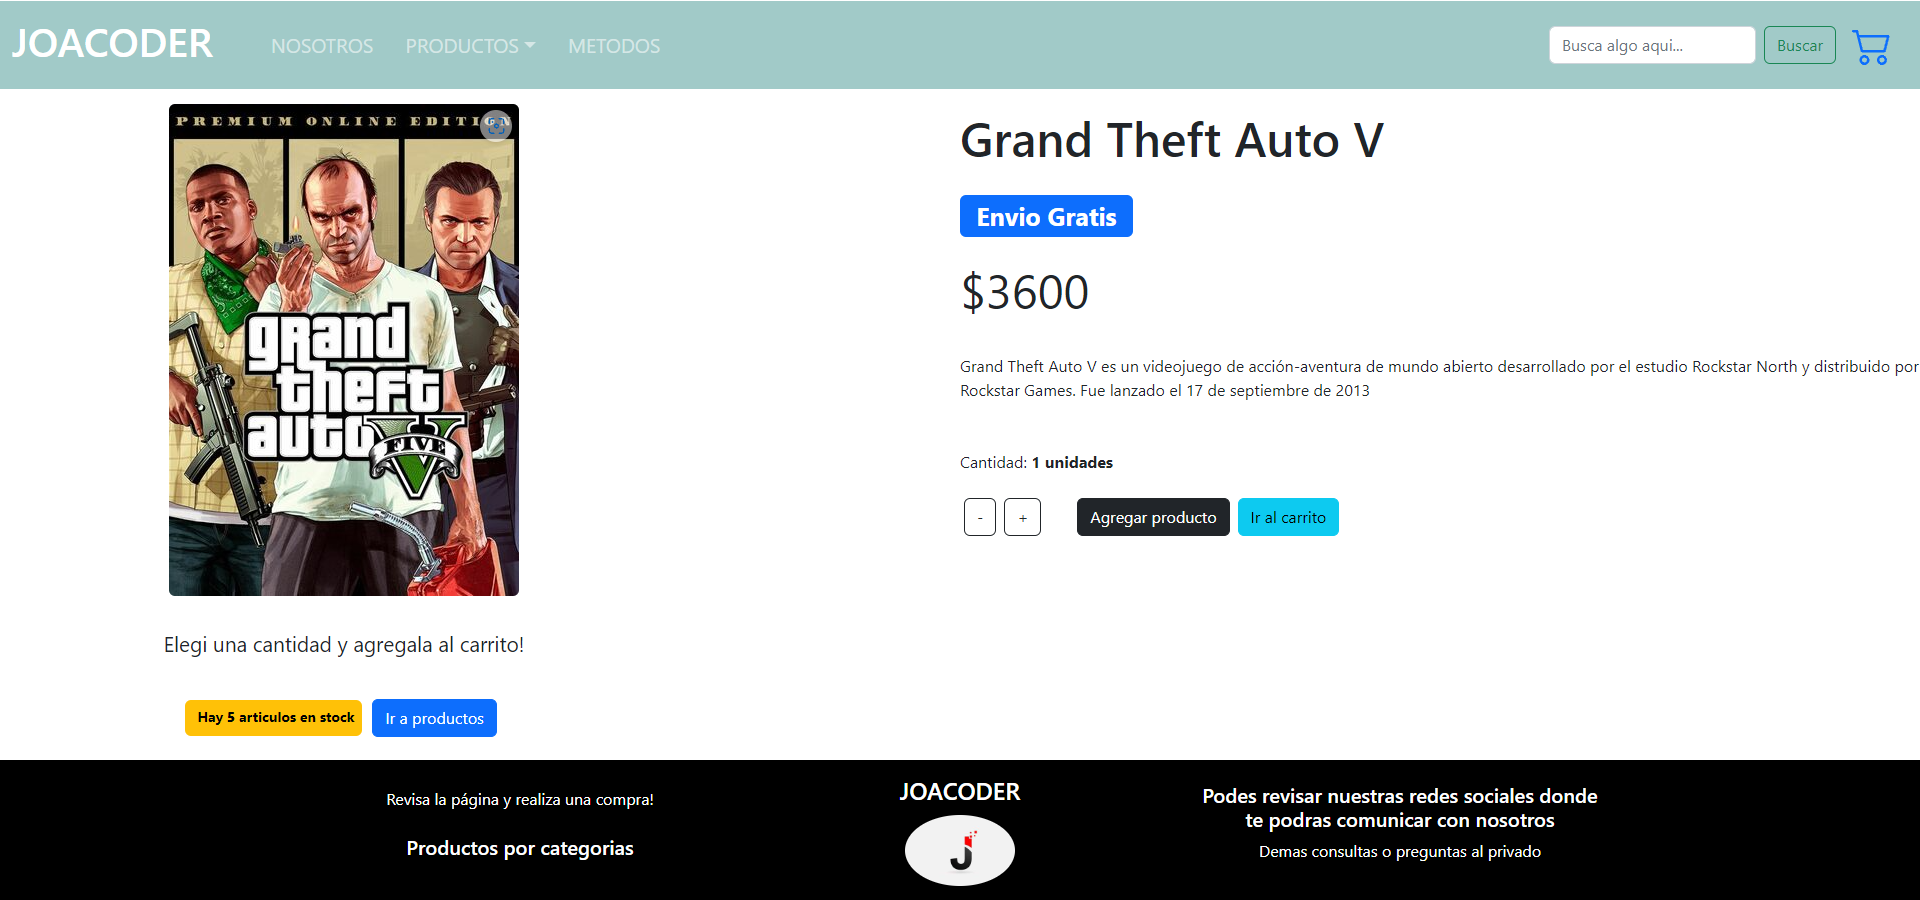 JOACODER
NOSOTROS
PRODUCTOS
METODOS
Busca algo aqui...
Buscar
PREMIUM ONLINE EDITION
grand
theft
auto
FIVE
V
Grand Theft Auto V
Envio Gratis
$3600
Grand Theft Auto V es un videojuego de acción-aventura de mundo abierto desarrollado por el estudio Rockstar North y distribuido por
Rockstar Games. Fue lanzado el 17 de septiembre de 2013
Cantidad: 1 unidades
-
+
Agregar producto
Ir al carrito
Elegi una cantidad y agregala al carrito!
Hay 5 articulos en stock
Ir a productos
Revisa la página y realiza una compra!
Productos por categorias
JOACODER
J
Podes revisar nuestras redes sociales donde
te podras comunicar con nosotros
Demas consultas o preguntas al privado